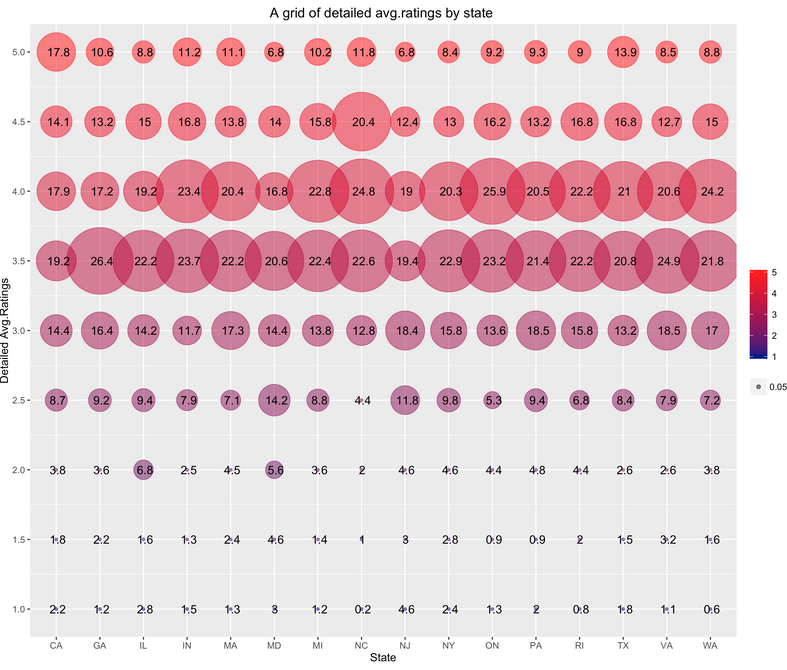 A grid of detailed avg.ratings by state
Detailed Avg.Ratings
5.0 17.8 10.6 8.8 11.2 11.1 6.8 10.2 11.8 6.8 8.4 9.2 9.3 9 13.9 8.5 8.8
4.5 14.1 13.2 15 16.8 13.8 14 15.8 20.4 12.4 13 16.2 13.2 16.8 16.8 12.7 15
4.0 17.9 17.2 19.2 23.4 20.4 16.8 22.8 24.8 19 20.3 25.9 20.5 22.2 21 20.6 24.2
3.5 19.2 26.4 22.2 23.7 22.2 20.6 22.4 22.6 19.4 22.9 23.2 21.4 22.2 20.8 24.9 21.8
3.0 14.4 16.4 14.2 11.7 17.3 14.4 13.8 12.8 18.4 15.8 13.6 18.5 15.8 13.2 18.5 17
2.5 8.7 9.2 9.4 7.9 7.1 14.2 8.8 4.4 11.8 9.8 5.3 9.4 6.8 8.4 7.9 7.2
2.0 3.8 3.6 6.8 2.5 4.5 5.6 3.6 2 4.6 4.6 4.4 4.8 4.4 2.6 2.6 3.8
1.5 1.8 2.2 1.6 1.3 2.4 4.6 1.4 1 3 2.8 0.9 0.9 2 1.5 3.2 1.6
1.0 2.2 1.2 2.8 1.5 1.3 3 1.2 0.2 4.6 2.4 1.3 2 0.8 1.8 1.1 0.6
CA GA IL IN MA MD MI NC NJ NY ON PA RI TX VA WA
State
5
4
3
2
1
0.05